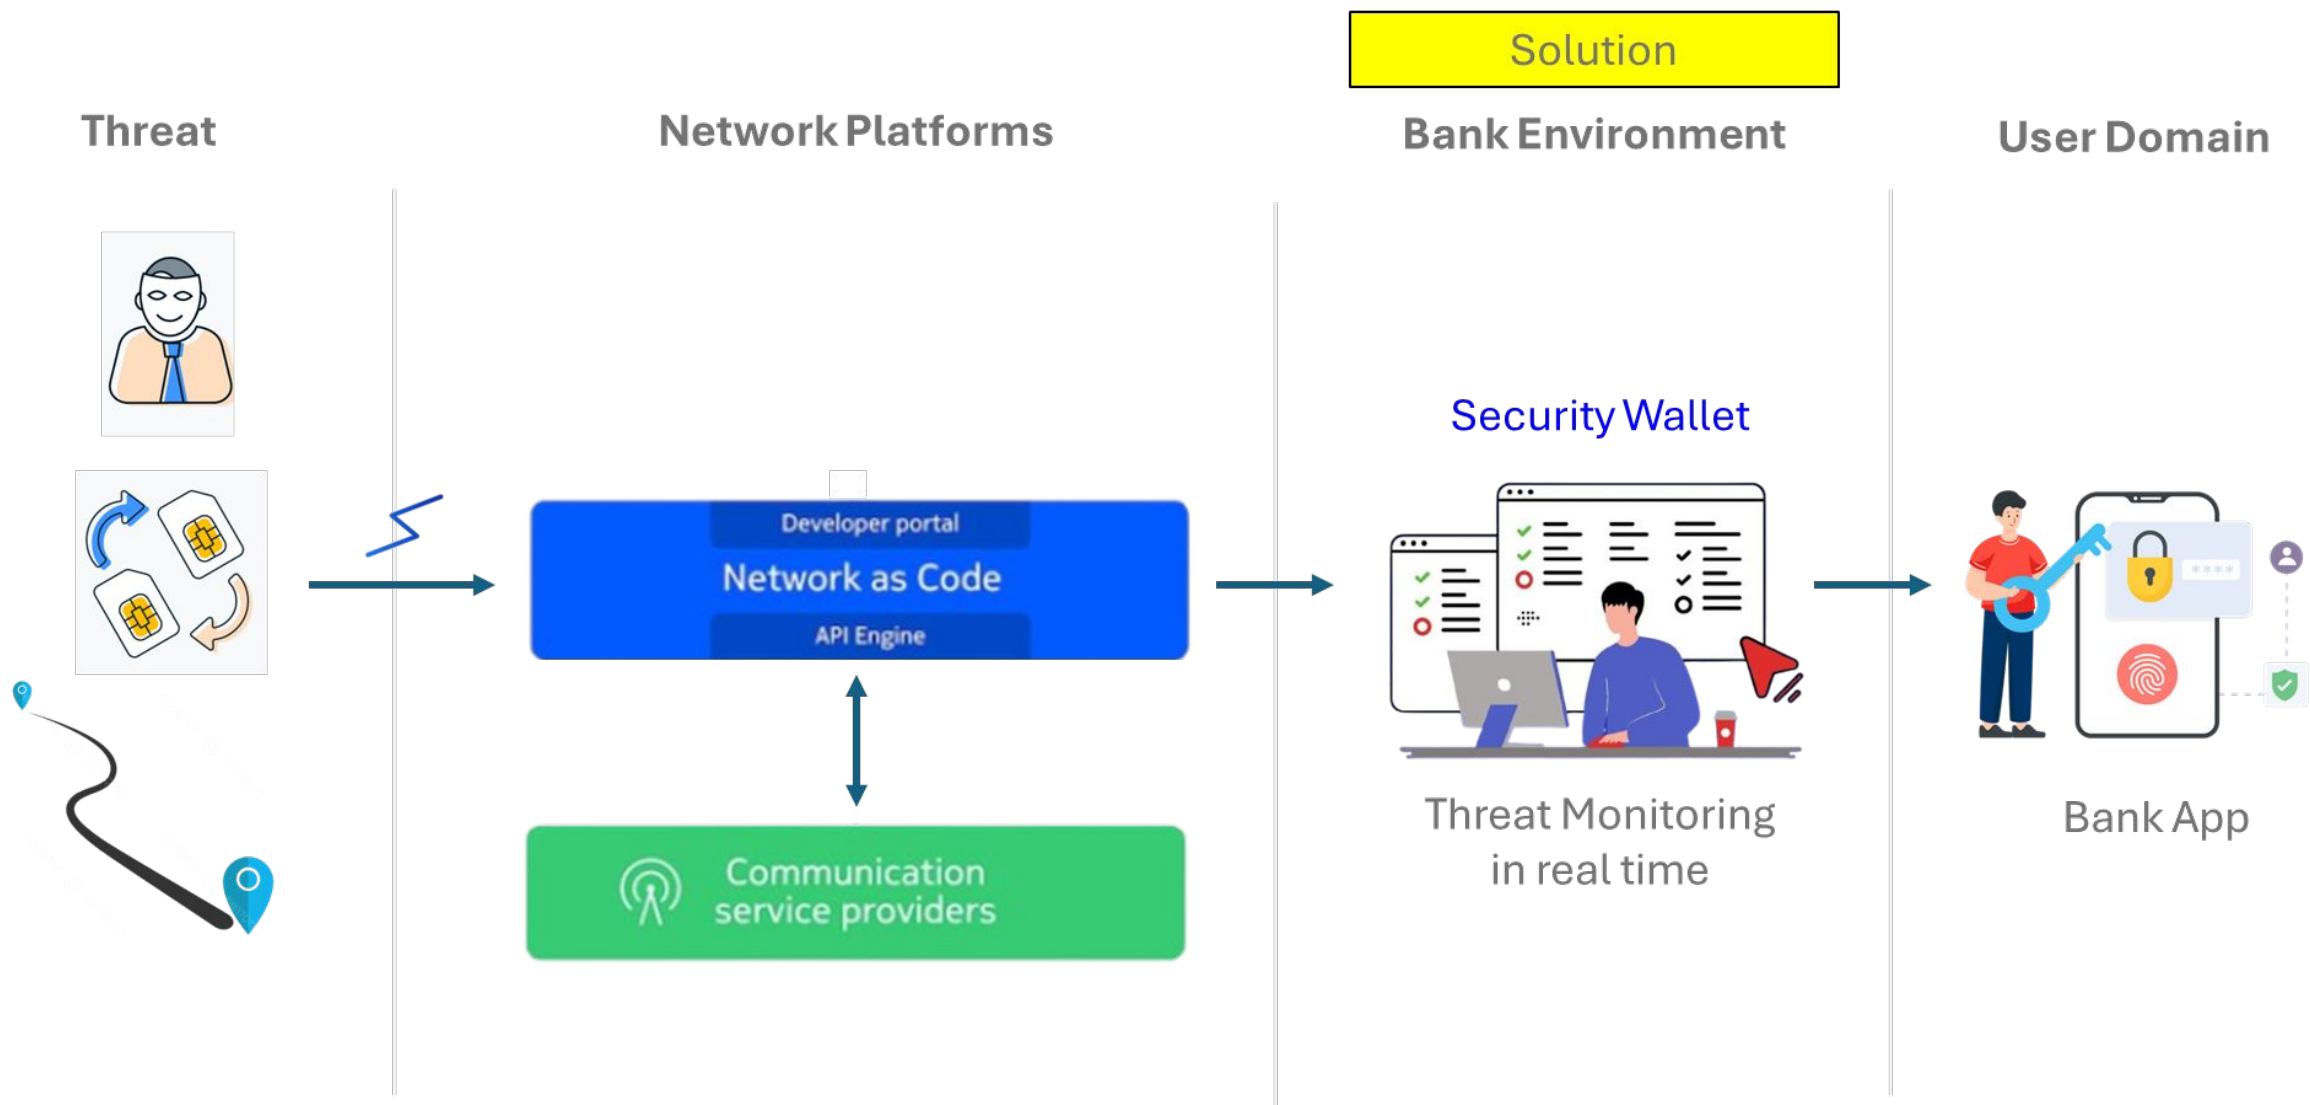 Solution
Threat
Network Platforms
Bank Environment
User Domain
Security Wallet
Developer portal
Network as Code
API Engine
****
Communication
service providers
Threat Monitoring
in real time
Bank App